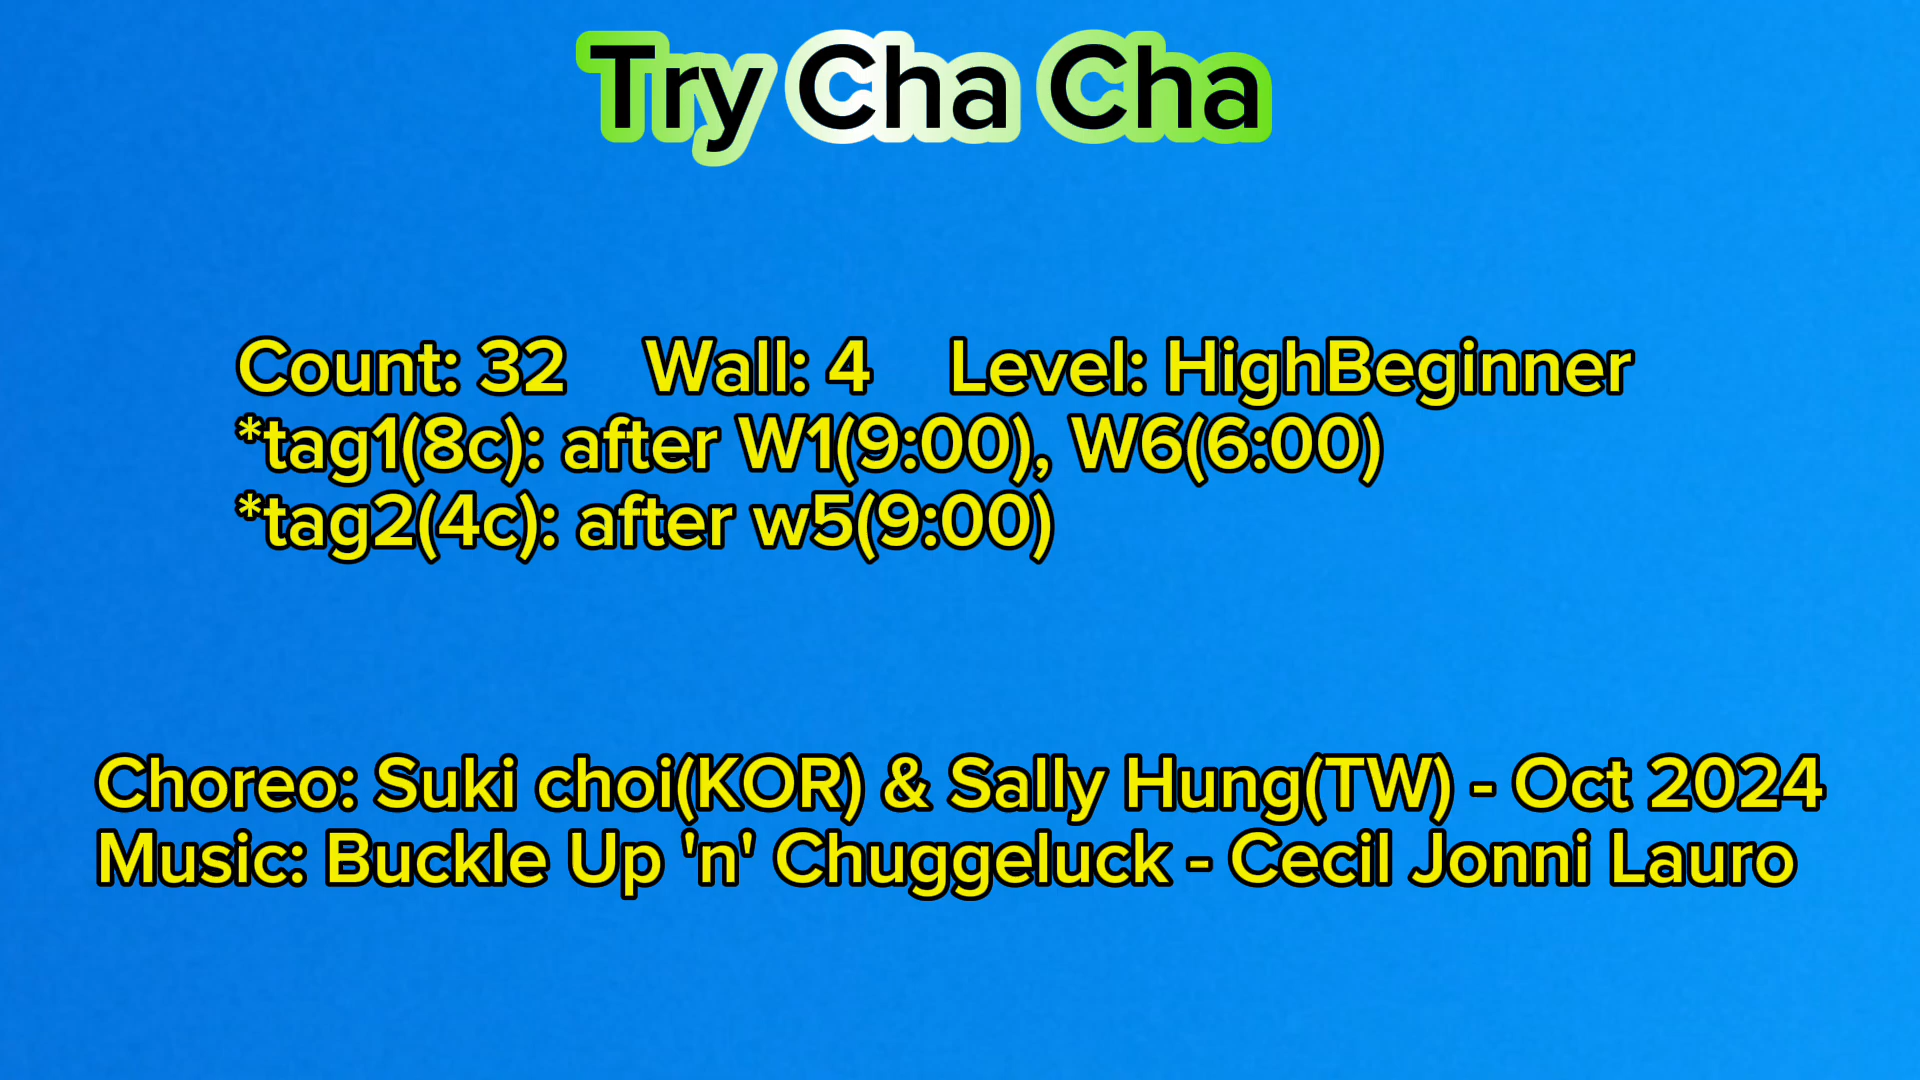 Try Cha Cha
Count: 32 Wall: 4 Level: HighBeginner
*tag1(8c): after W1(9:00), W6(6:00)
*tag2(4c): after w5(9:00)
Choreo: Suki choi(KOR) & Sally Hung(TW) - Oct 2024
Music: Buckle Up 'n' Chuggeluck - Cecil Jonni Lauro